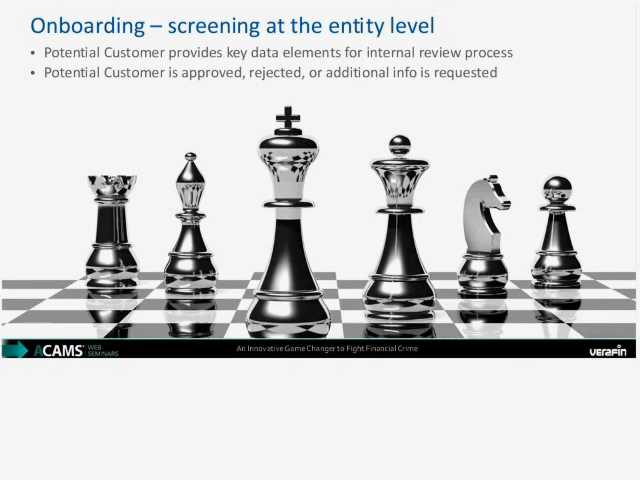 Onboarding – screening at the entity level
• Potential Customer provides key data elements for internal review process
• Potential Customer is approved, rejected, or additional info is requested
ACAMS® WEB
SEMINARS
An Innovative Game Changer to Fight Financial Crime
verafin